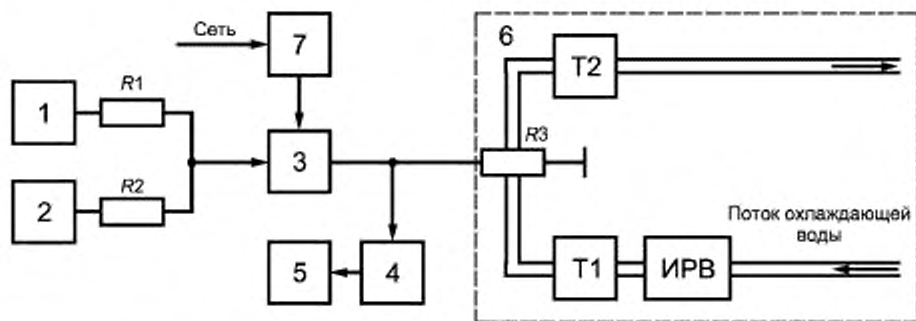 Сеть
7
6
T2
R1
1
R3
3
R2
2
Поток охлаждающей
воды
5
4
T1
ИРВ